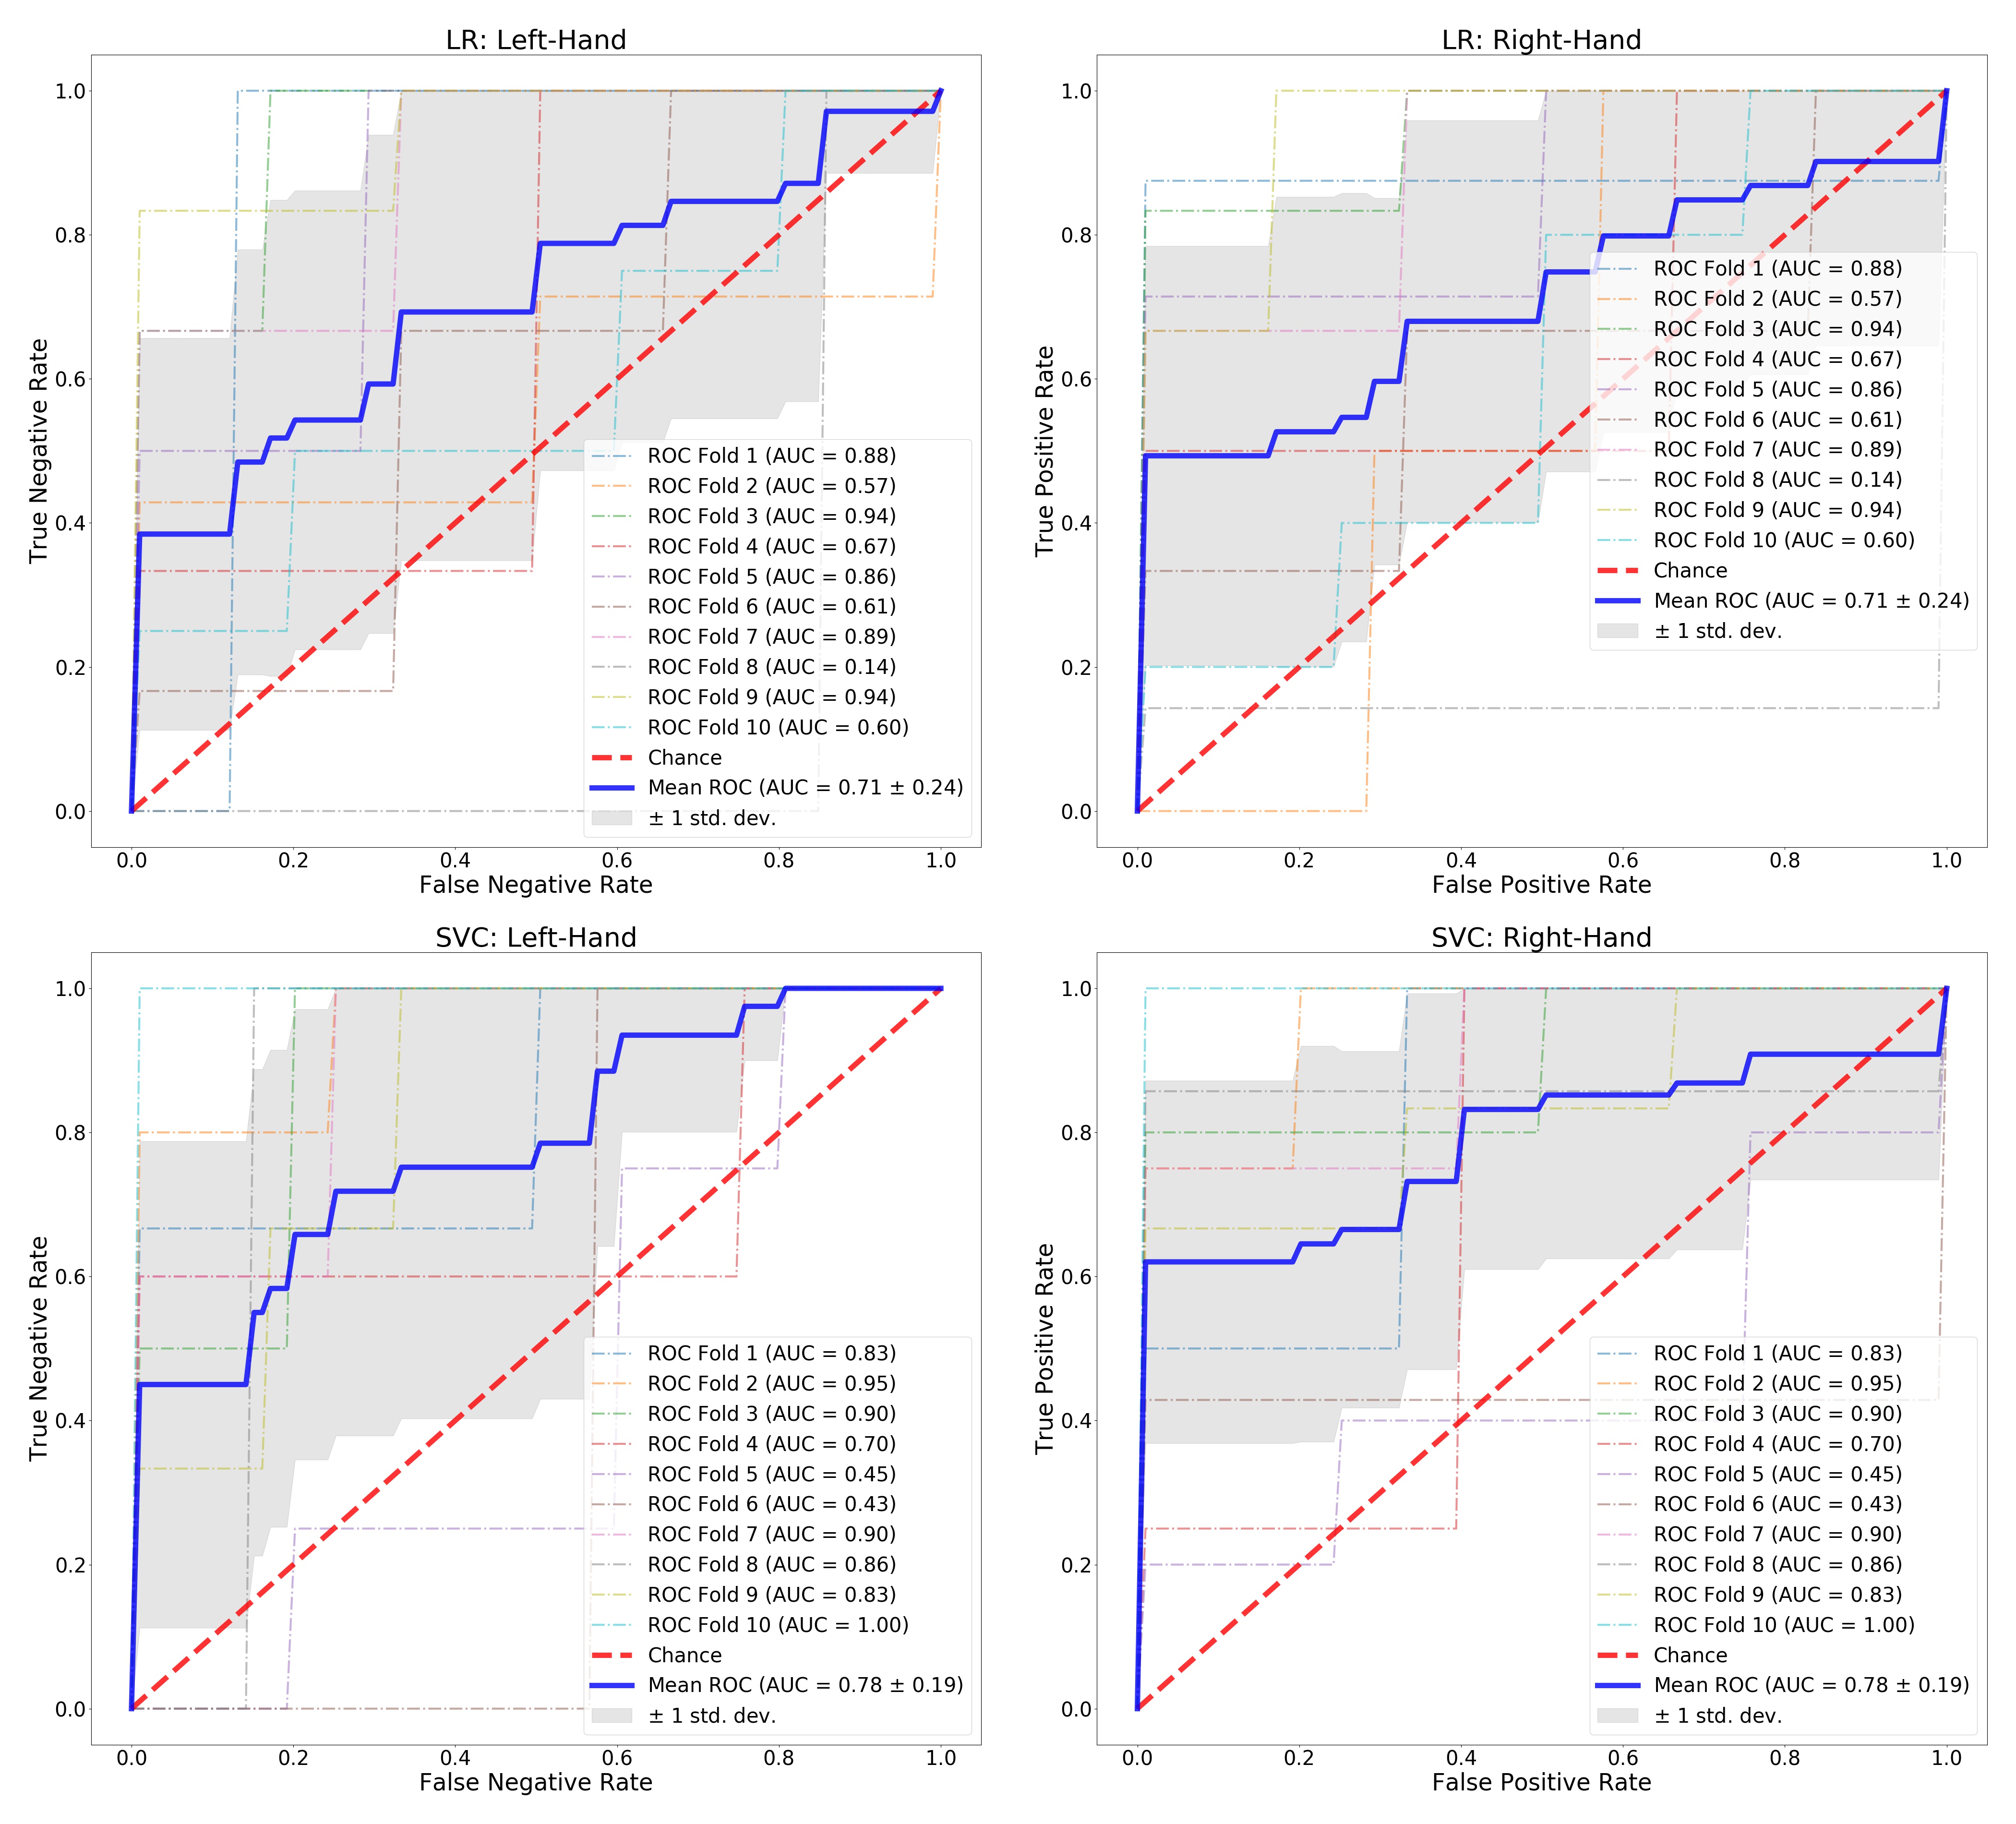 LR: Left-Hand
True Negative Rate
1.0
0.8
0.6
0.4
0.2
0.0
0.0 0.2 0.4 0.6 0.8 1.0
False Negative Rate
ROC Fold 1 (AUC = 0.88)
ROC Fold 2 (AUC = 0.57)
ROC Fold 3 (AUC = 0.94)
ROC Fold 4 (AUC = 0.67)
ROC Fold 5 (AUC = 0.86)
ROC Fold 6 (AUC = 0.61)
ROC Fold 7 (AUC = 0.89)
ROC Fold 8 (AUC = 0.14)
ROC Fold 9 (AUC = 0.94)
ROC Fold 10 (AUC = 0.60)
Chance
Mean ROC (AUC = 0.71 ± 0.24)
± 1 std. dev.
LR: Right-Hand
True Positive Rate
1.0
0.8
0.6
0.4
0.2
0.0
0.0 0.2 0.4 0.6 0.8 1.0
False Positive Rate
ROC Fold 1 (AUC = 0.88)
ROC Fold 2 (AUC = 0.57)
ROC Fold 3 (AUC = 0.94)
ROC Fold 4 (AUC = 0.67)
ROC Fold 5 (AUC = 0.86)
ROC Fold 6 (AUC = 0.61)
ROC Fold 7 (AUC = 0.89)
ROC Fold 8 (AUC = 0.14)
ROC Fold 9 (AUC = 0.94)
ROC Fold 10 (AUC = 0.60)
Chance
Mean ROC (AUC = 0.71 ± 0.24)
± 1 std. dev.
SVC: Left-Hand
True Negative Rate
1.0
0.8
0.6
0.4
0.2
0.0
0.0 0.2 0.4 0.6 0.8 1.0
False Negative Rate
ROC Fold 1 (AUC = 0.83)
ROC Fold 2 (AUC = 0.95)
ROC Fold 3 (AUC = 0.90)
ROC Fold 4 (AUC = 0.70)
ROC Fold 5 (AUC = 0.45)
ROC Fold 6 (AUC = 0.43)
ROC Fold 7 (AUC = 0.90)
ROC Fold 8 (AUC = 0.86)
ROC Fold 9 (AUC = 0.83)
ROC Fold 10 (AUC = 1.00)
Chance
Mean ROC (AUC = 0.78 ± 0.19)
± 1 std. dev.
SVC: Right-Hand
True Positive Rate
1.0
0.8
0.6
0.4
0.2
0.0
0.0 0.2 0.4 0.6 0.8 1.0
False Positive Rate
ROC Fold 1 (AUC = 0.83)
ROC Fold 2 (AUC = 0.95)
ROC Fold 3 (AUC = 0.90)
ROC Fold 4 (AUC = 0.70)
ROC Fold 5 (AUC = 0.45)
ROC Fold 6 (AUC = 0.43)
ROC Fold 7 (AUC = 0.90)
ROC Fold 8 (AUC = 0.86)
ROC Fold 9 (AUC = 0.83)
ROC Fold 10 (AUC = 1.00)
Chance
Mean ROC (AUC = 0.78 ± 0.19)
± 1 std. dev.